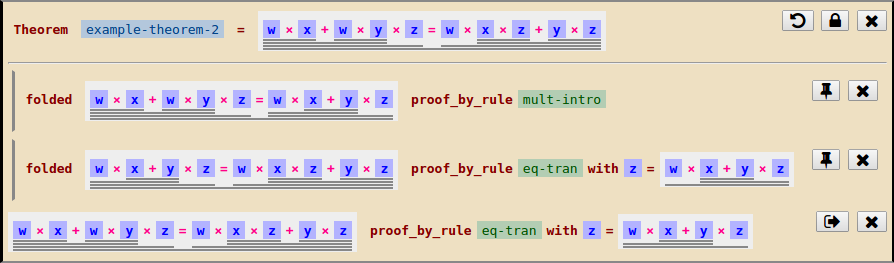 Theorem example-theorem-2 = w × x + w × y × z = w × x × z + y × z
folded w × x + w × y × z = w × x + y × z proof_by_rule mult-intro
folded w × x + y × z = w × x × z + y × z proof_by_rule eq-tran with z = w × x + y × z
w × x + w × y × z = w × x × z + y × z proof_by_rule eq-tran with z = w × x + y × z